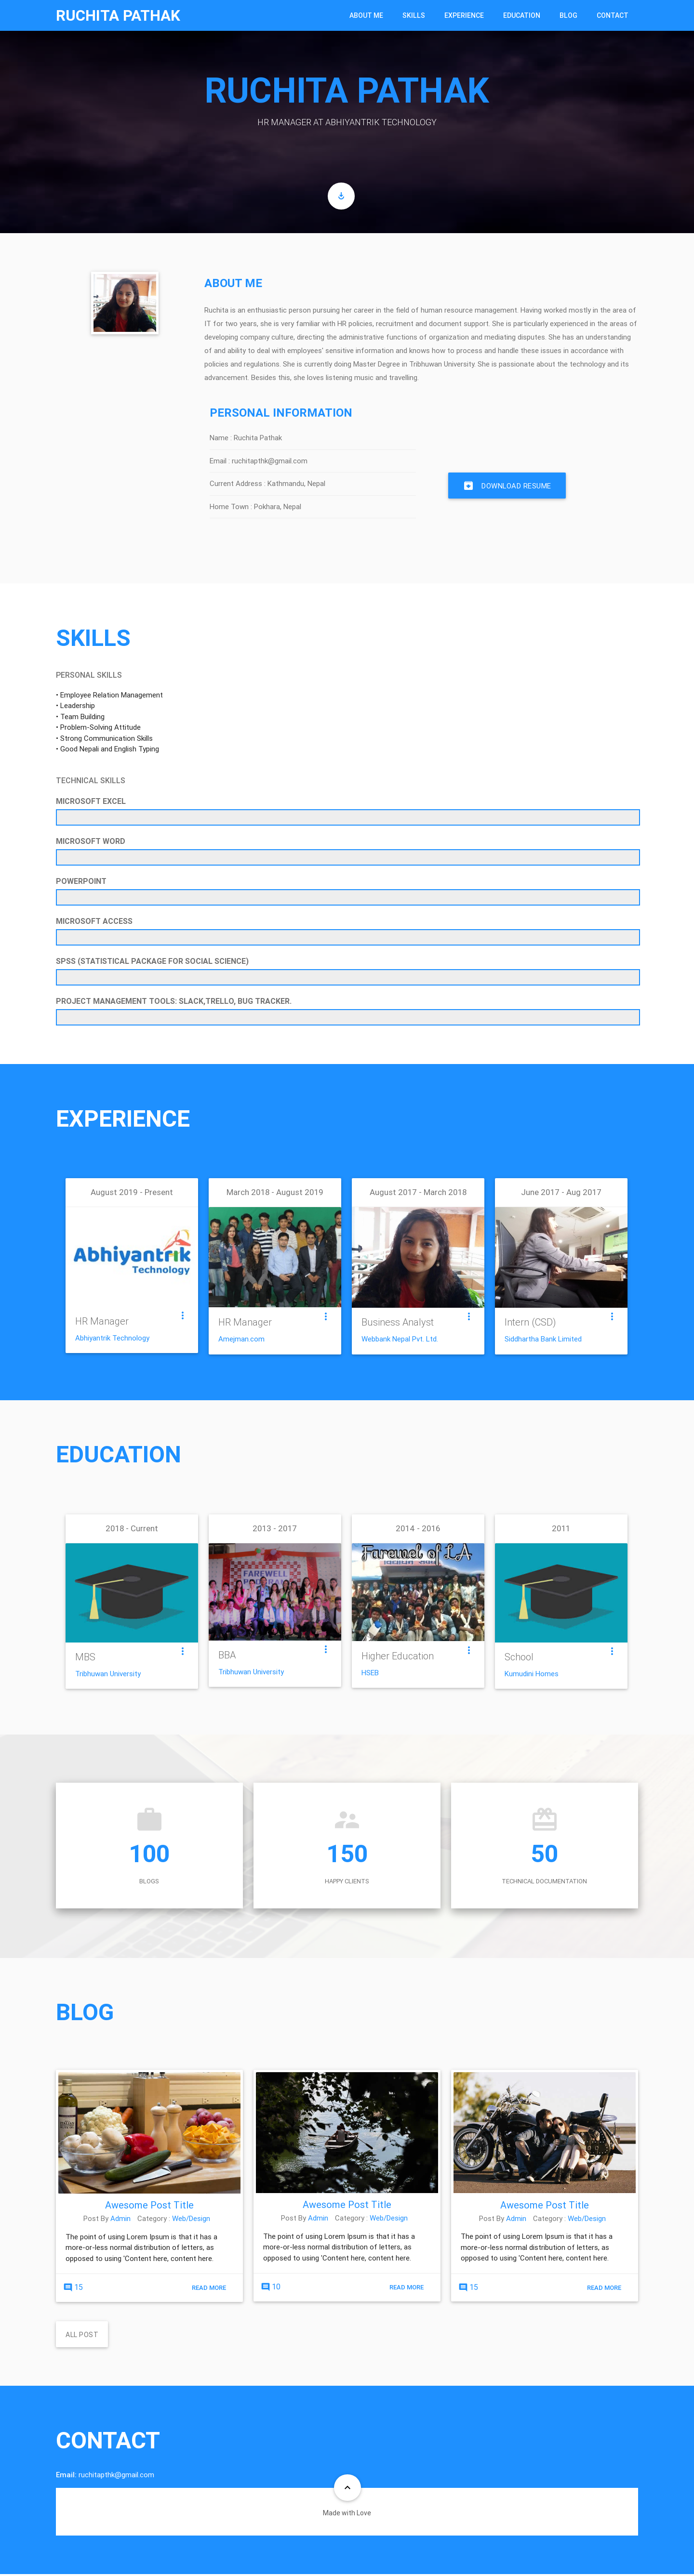 RUCHITA PATHAK
ABOUT ME
SKILLS
EXPERIENCE
EDUCATION
BLOG
CONTACT
RUCHITA PATHAK
HR MANAGER AT ABHIYANTRIK TECHNOLOGY
ABOUT ME
Ruchita is an enthusiastic person pursuing her career in the field of human resource management. Having worked mostly in the area of
IT for two years, she is very familiar with HR policies, recruitment and document support. She is particularly experienced in the areas of
developing company culture, directing the administrative functions of organization and mediating disputes. She has an understanding
of and ability to deal with employees' sensitive information and knows how to process and handle these issues in accordance with
policies and regulations. She is currently doing Master Degree in Tribhuwan University. She is passionate about the technology and its
advancement. Besides this, she loves listening music and travelling.
PERSONAL INFORMATION
Name : Ruchita Pathak
Email : ruchitapthk@gmail.com
Current Address : Kathmandu, Nepal
Home Town : Pokhara, Nepal
DOWNLOAD RESUME
SKILLS
PERSONAL SKILLS
• Employee Relation Management
• Leadership
• Team Building
• Problem-Solving Attitude
• Strong Communication Skills
• Good Nepali and English Typing
TECHNICAL SKILLS
MICROSOFT EXCEL
MICROSOFT WORD
POWERPOINT
MICROSOFT ACCESS
SPSS (STATISTICAL PACKAGE FOR SOCIAL SCIENCE)
PROJECT MANAGEMENT TOOLS: SLACK,TRELLO, BUG TRACKER.
EXPERIENCE
August 2019 - Present
Abhiyantrik
Technology
HR Manager
Abhiyantrik Technology
March 2018 - August 2019
HR Manager
Amejman.com
August 2017 - March 2018
Business Analyst
Webbank Nepal Pvt. Ltd.
June 2017 - Aug 2017
Intern (CSD)
Siddhartha Bank Limited
EDUCATION
2018 - Current
MBS
Tribhuwan University
2013 - 2017
FAREWELL
BBA
Tribhuwan University
2014 - 2016
Farewel of LA
Higher Education
HSEB
2011
School
Kumudini Homes
100
BLOGS
150
HAPPY CLIENTS
50
TECHNICAL DOCUMENTATION
BLOG
Awesome Post Title
Post By Admin Category : Web/Design
The point of using Lorem Ipsum is that it has a
more-or-less normal distribution of letters, as
opposed to using 'Content here, content here.
15
READ MORE
Awesome Post Title
Post By Admin Category : Web/Design
The point of using Lorem Ipsum is that it has a
more-or-less normal distribution of letters, as
opposed to using 'Content here, content here.
10
READ MORE
Awesome Post Title
Post By Admin Category : Web/Design
The point of using Lorem Ipsum is that it has a
more-or-less normal distribution of letters, as
opposed to using 'Content here, content here.
15
READ MORE
ALL POST
CONTACT
Email: ruchitapthk@gmail.com
Made with Love